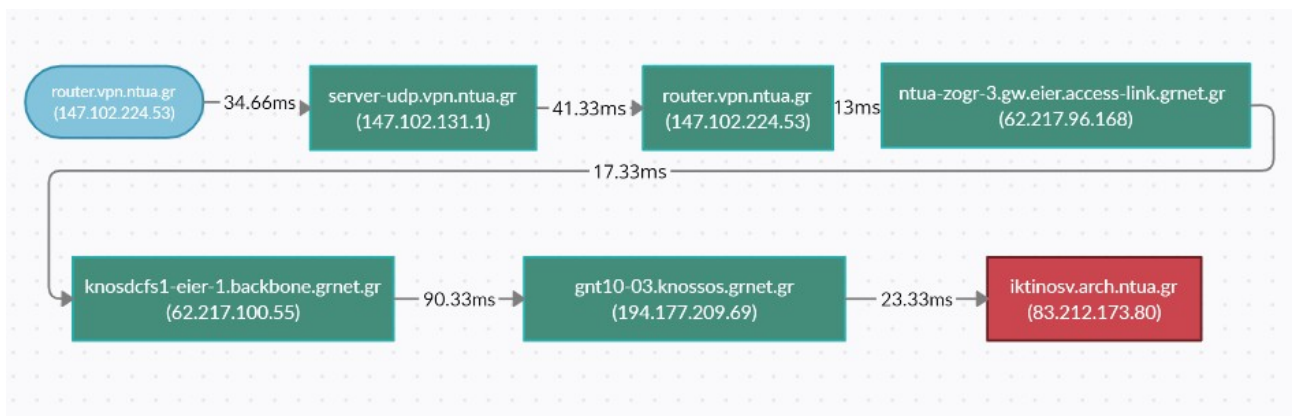 router.vpn.ntua.gr
(147.102.224.53)
34.66ms
server-udp.vpn.ntua.gr
(147.102.131.1)
41.33ms
router.vpn.ntua.gr
(147.102.224.53)
13ms
ntua-zogr-3.gw.eier.access-link.grnet.gr
(62.217.96.168)
17.33ms
knosdcfs1-eier-1.backbone.grnet.gr
(62.217.100.55)
90.33ms
gnt10-03.knossos.grnet.gr
(194.177.209.69)
23.33ms
iktinosv.arch.ntua.gr
(83.212.173.80)